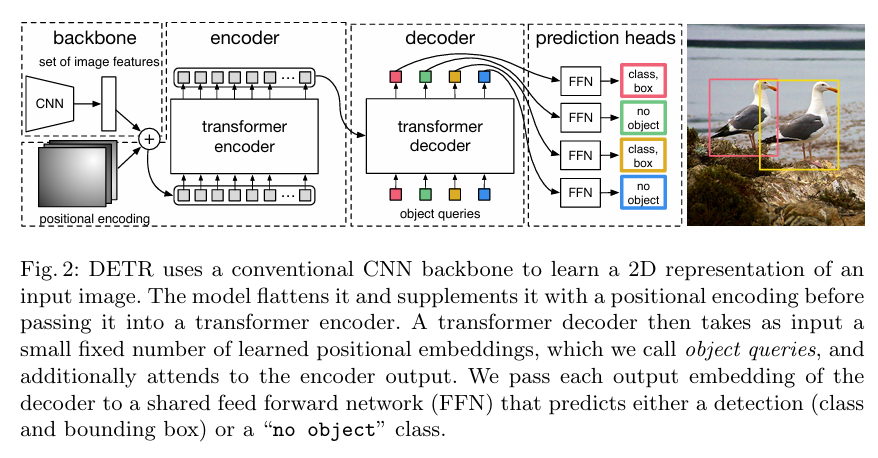 backbone
set of image features
CNN
+
positional encoding
encoder
...
transformer
encoder
...
decoder
transformer
decoder
object queries
prediction heads
FFN
class,
box
FFN
no
object
FFN
class,
box
FFN
no
object
Fig. 2: DETR uses a conventional CNN backbone to learn a 2D representation of an
input image. The model flattens it and supplements it with a positional encoding before
passing it into a transformer encoder. A transformer decoder then takes as input a
small fixed number of learned positional embeddings, which we call object queries, and
additionally attends to the encoder output. We pass each output embedding of the
decoder to a shared feed forward network (FFN) that predicts either a detection (class
and bounding box) or a “no object” class.